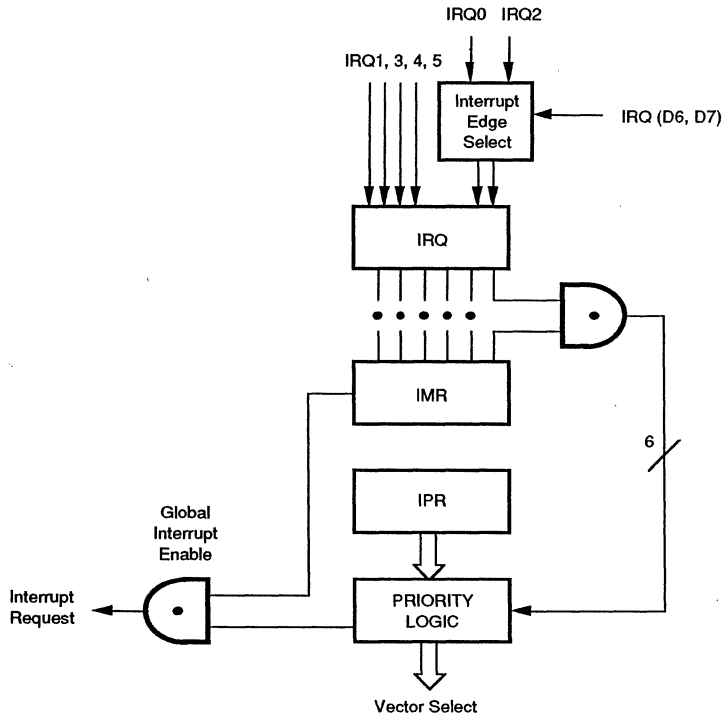 IRQ0 IRQ2
IRQ1, 3, 4, 5
Interrupt
Edge
Select
IRQ (D6, D7)
IRQ
IMR
6
IPR
Global
Interrupt
Enable
Interrupt
Request
PRIORITY
LOGIC
Vector Select